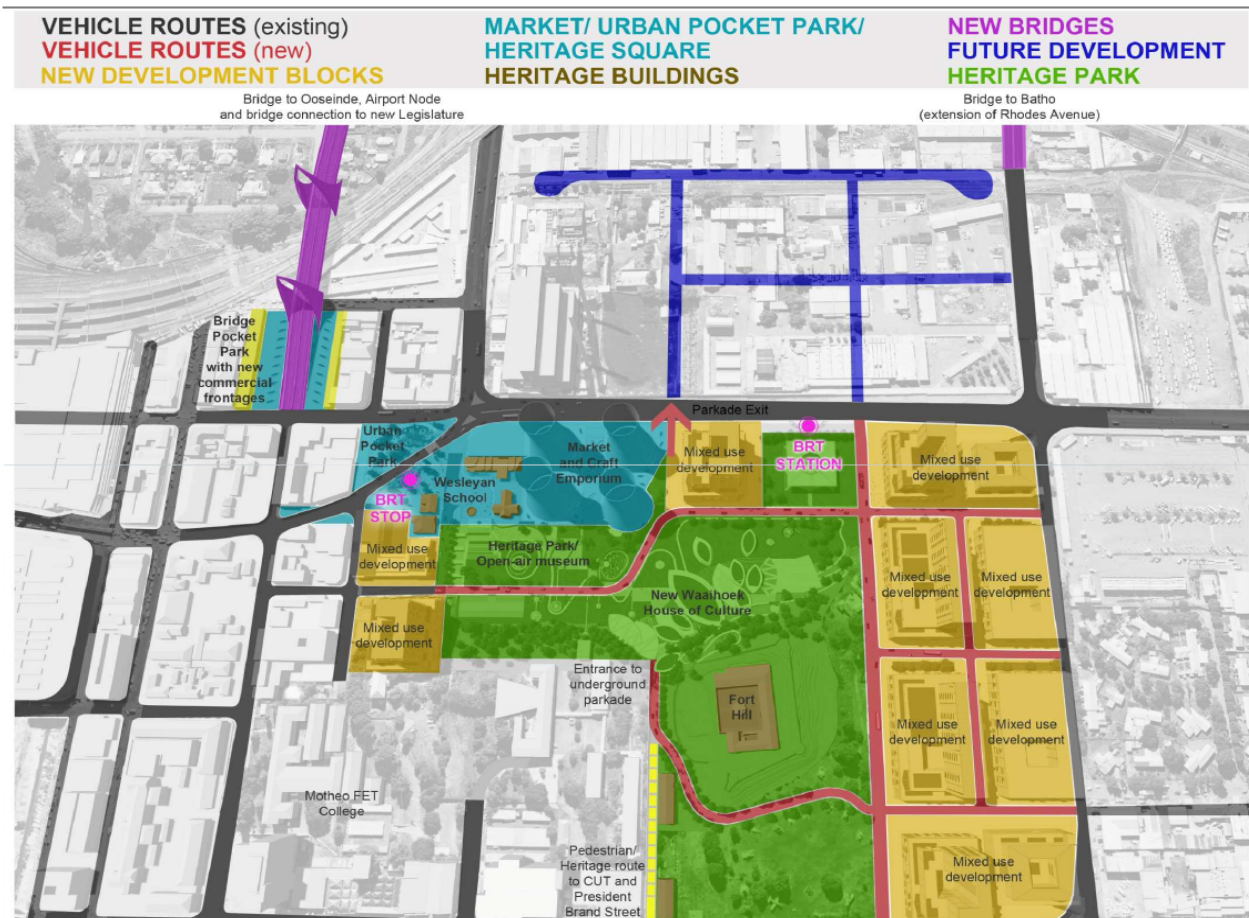 VEHICLE ROUTES (existing)
VEHICLE ROUTES (new)
NEW DEVELOPMENT BLOCKS
MARKET/ URBAN POCKET PARK/
HERITAGE SQUARE
HERITAGE BUILDINGS
NEW BRIDGES
FUTURE DEVELOPMENT
HERITAGE PARK
Bridge to Ooseinde, Airport Node
and bridge connection to new Legislature
Bridge to Batho
(extension of Rhodes Avenue)
Bridge
Pocket
Park
with new
commercial
frontages
Parkade Exit
Urban
Pocket
Park
BRT
STOP
Wesleyan
School
Market
and Craft
Emporium
Mixed use
development
BRT
STATION
Mixed use
development
Mixed use
development
Heritage Park/
Open-air museum
New Waaihoek
House of Culture
Mixed use
development
Mixed use
development
Mixed use
development
Entrance to
underground
parkade
Fort
Hill
Mixed use
development
Mixed use
development
Motheo FET
College
Pedestrian/
Heritage route
to CUT and
President
Brand Street
Mixed use
development